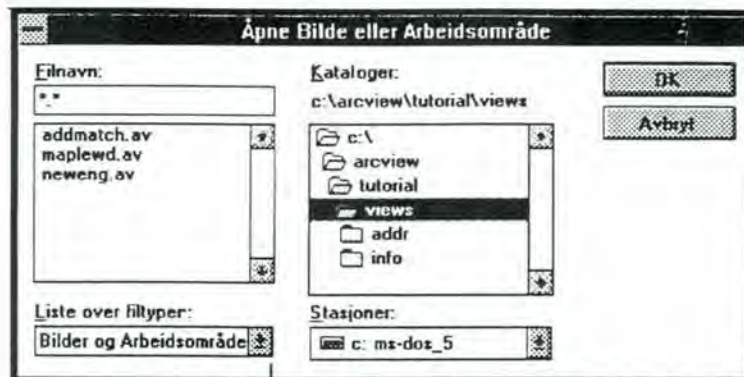 Åpne Bilde eller Arbeidsområde
Filnavn:
*.*
addmatch.av
maplewd.av
neweng.av
Liste over filtyper:
Bilder og Arbeidsområde
Kataloger:
c:\arcview\tutorial\views
c:\
arcview
tutorial
views
addr
info
Stasjoner:
c: ms-dos_5
OK
Avbryt